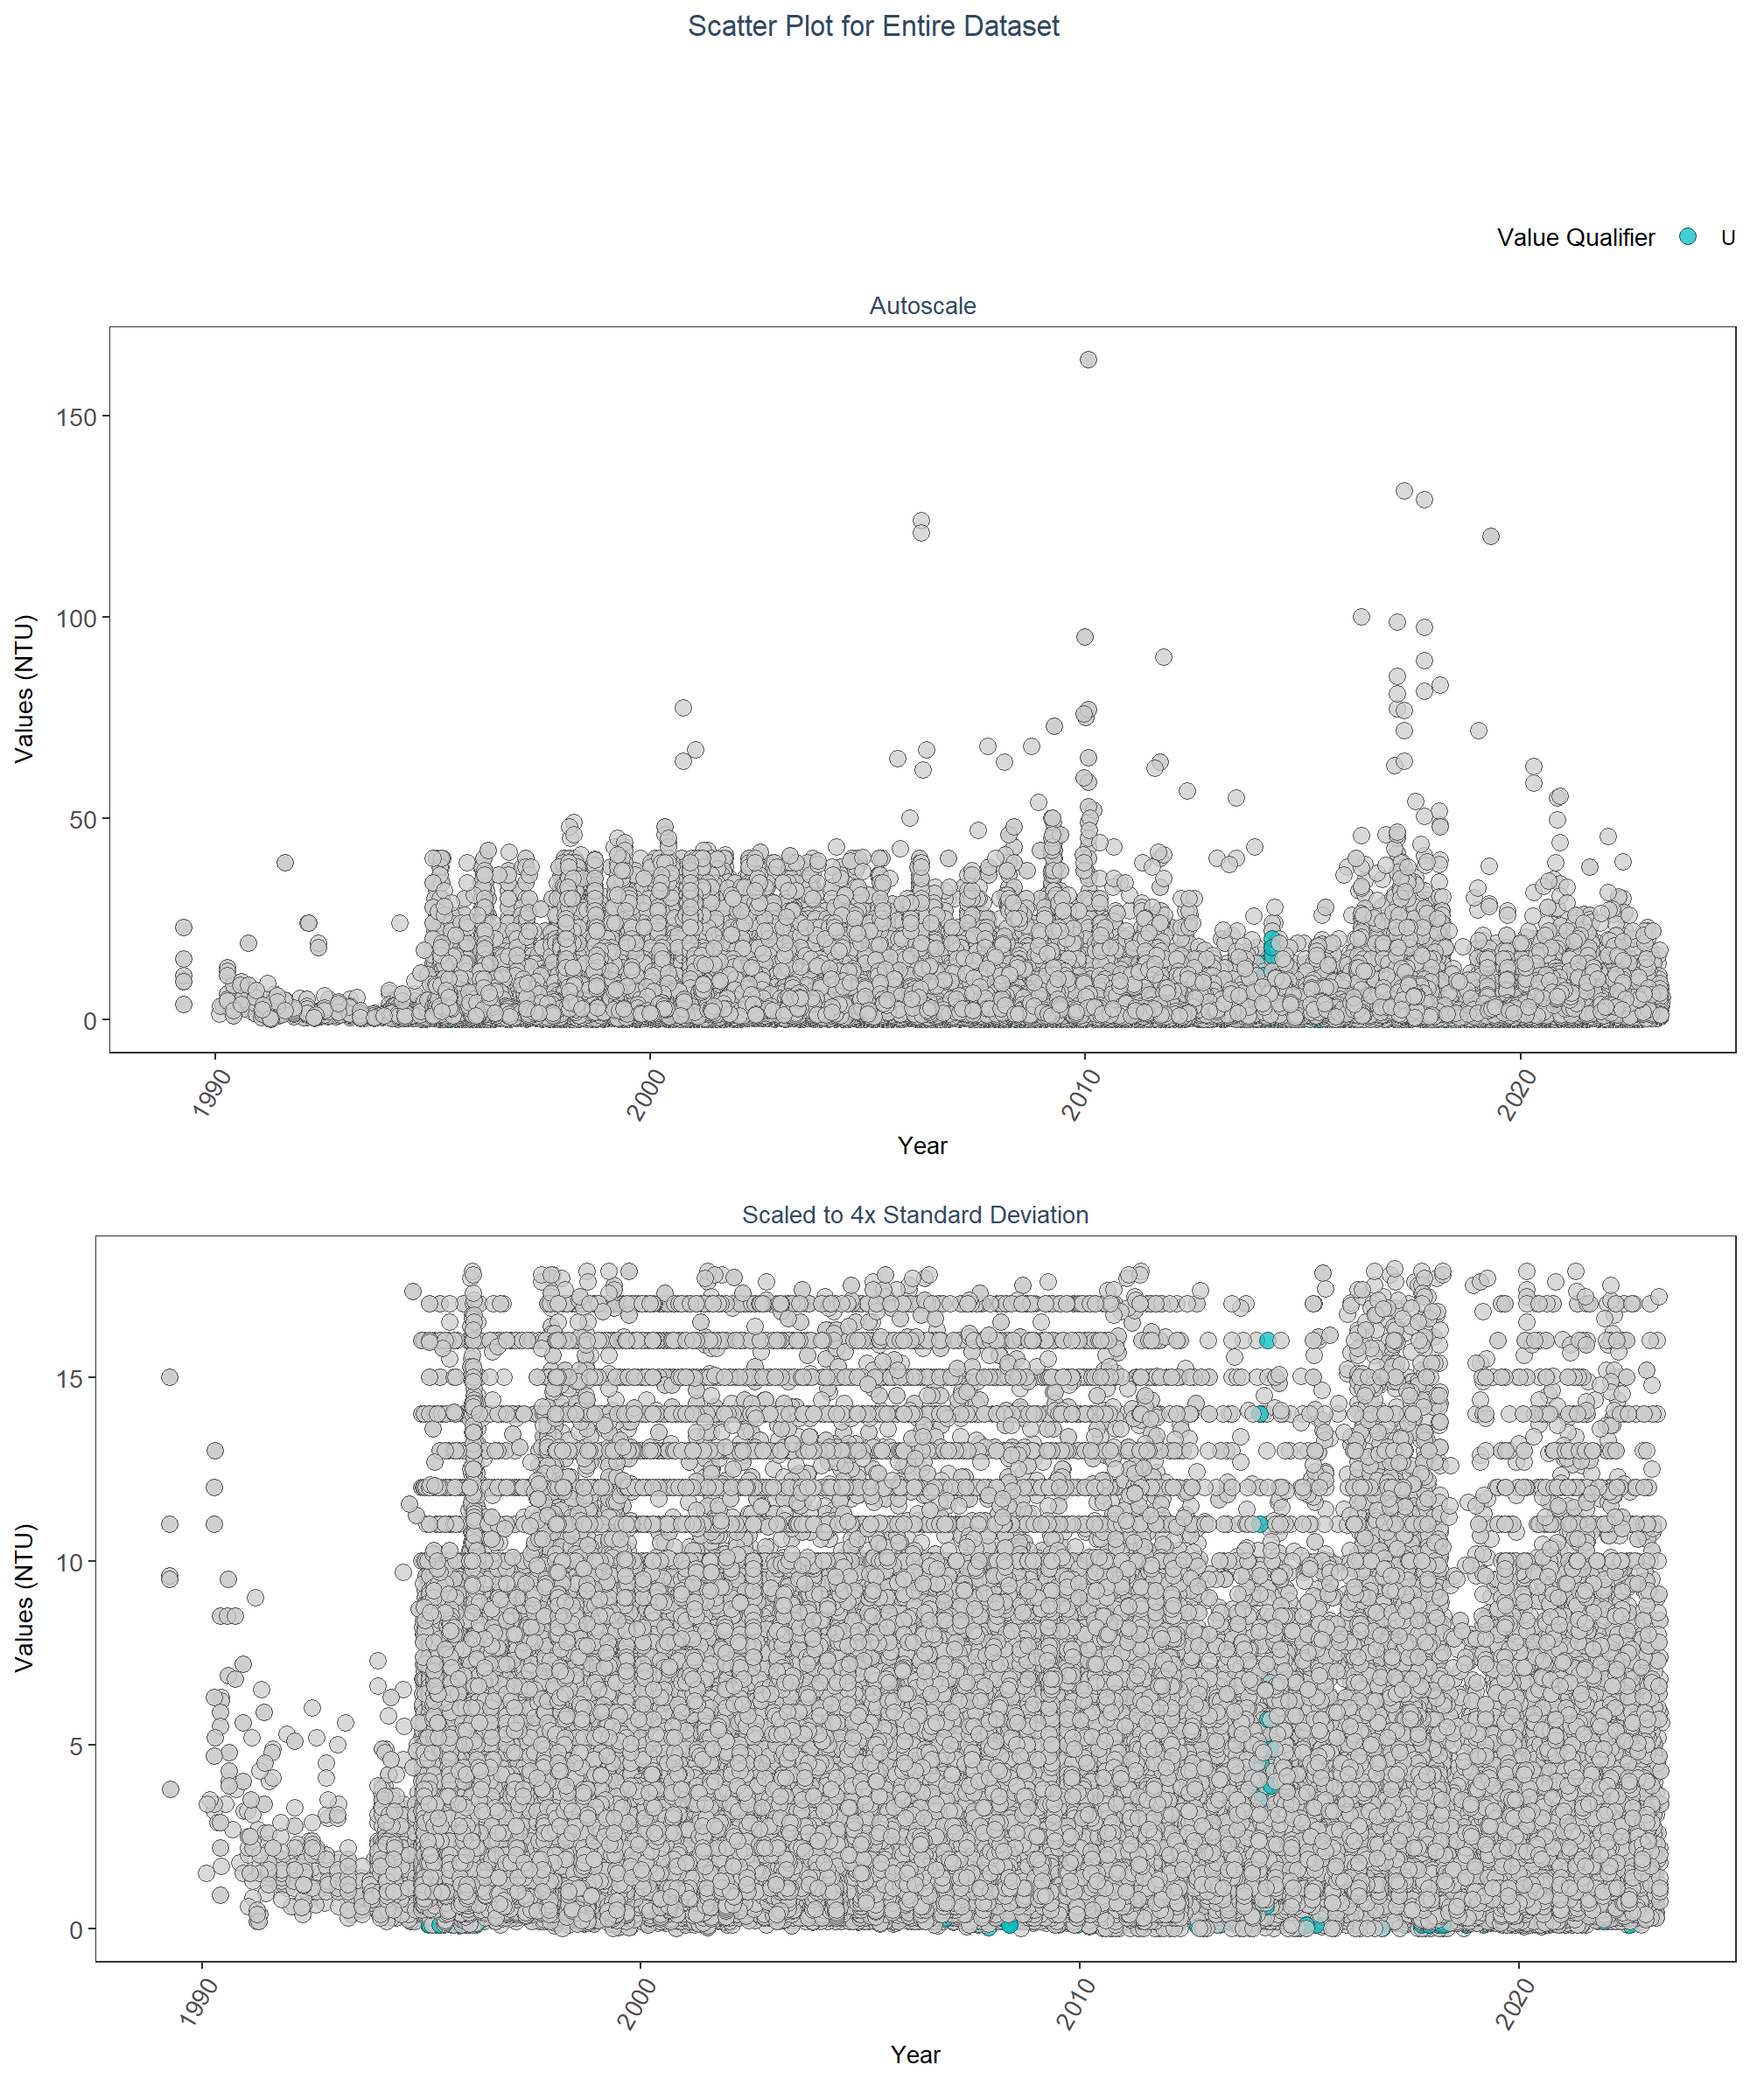 Scatter Plot for Entire Dataset
Value Qualifier U
Autoscale
150
100
50
0
Values (NTU)
1990 2000 2010 2020
Year
Scaled to 4x Standard Deviation
15
10
5
0
Values (NTU)
1990 2000 2010 2020
Year